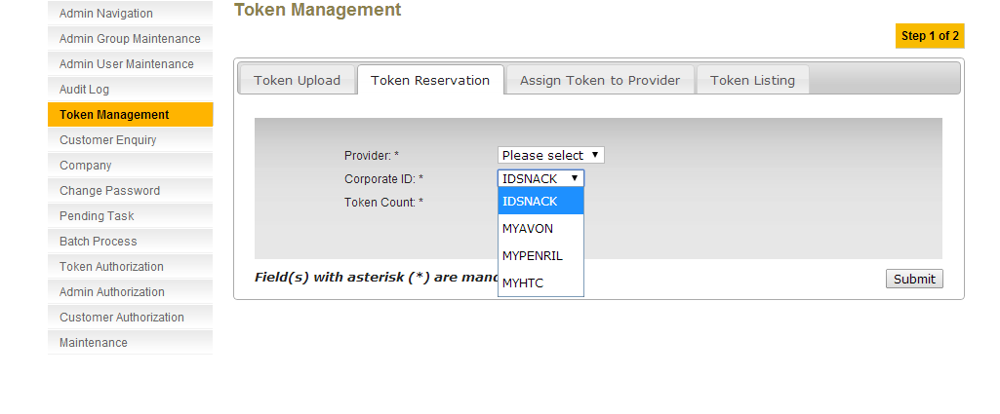 Token Management
Step 1 of 2
Admin Navigation
Admin Group Maintenance
Admin User Maintenance
Audit Log
Token Management
Customer Enquiry
Company
Change Password
Pending Task
Batch Process
Token Authorization
Admin Authorization
Customer Authorization
Maintenance
Token Upload
Token Reservation
Assign Token to Provider
Token Listing
Provider: *
Please select
Corporate ID: *
IDSNACK
Token Count: *
IDSNACK
MYAVON
MYPENRIL
MYHTC
Field(s) with asterisk (*) are
Submit